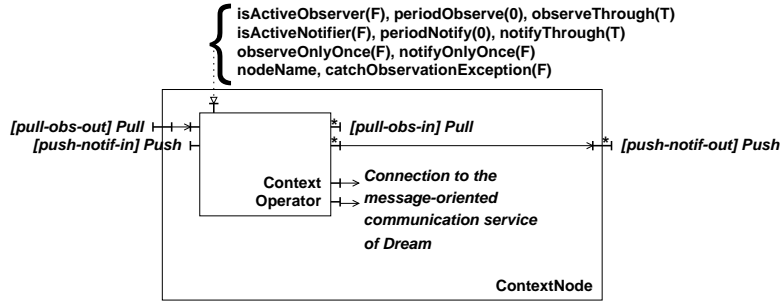 isActiveObserver(F), periodObserve(0), observeThrough(T)
isActiveNotifier(F), periodNotify(0), notifyThrough(T)
observeOnlyOnce(F), notifyOnlyOnce(F)
nodeName, catchObservationException(F)
[pull-obs-out] Pull
* [pull-obs-in] Pull
[push-notif-in] Push
* * [push-notif-out] Push
Context
Operator
Connection to the
message-oriented
communication service
of Dream
ContextNode